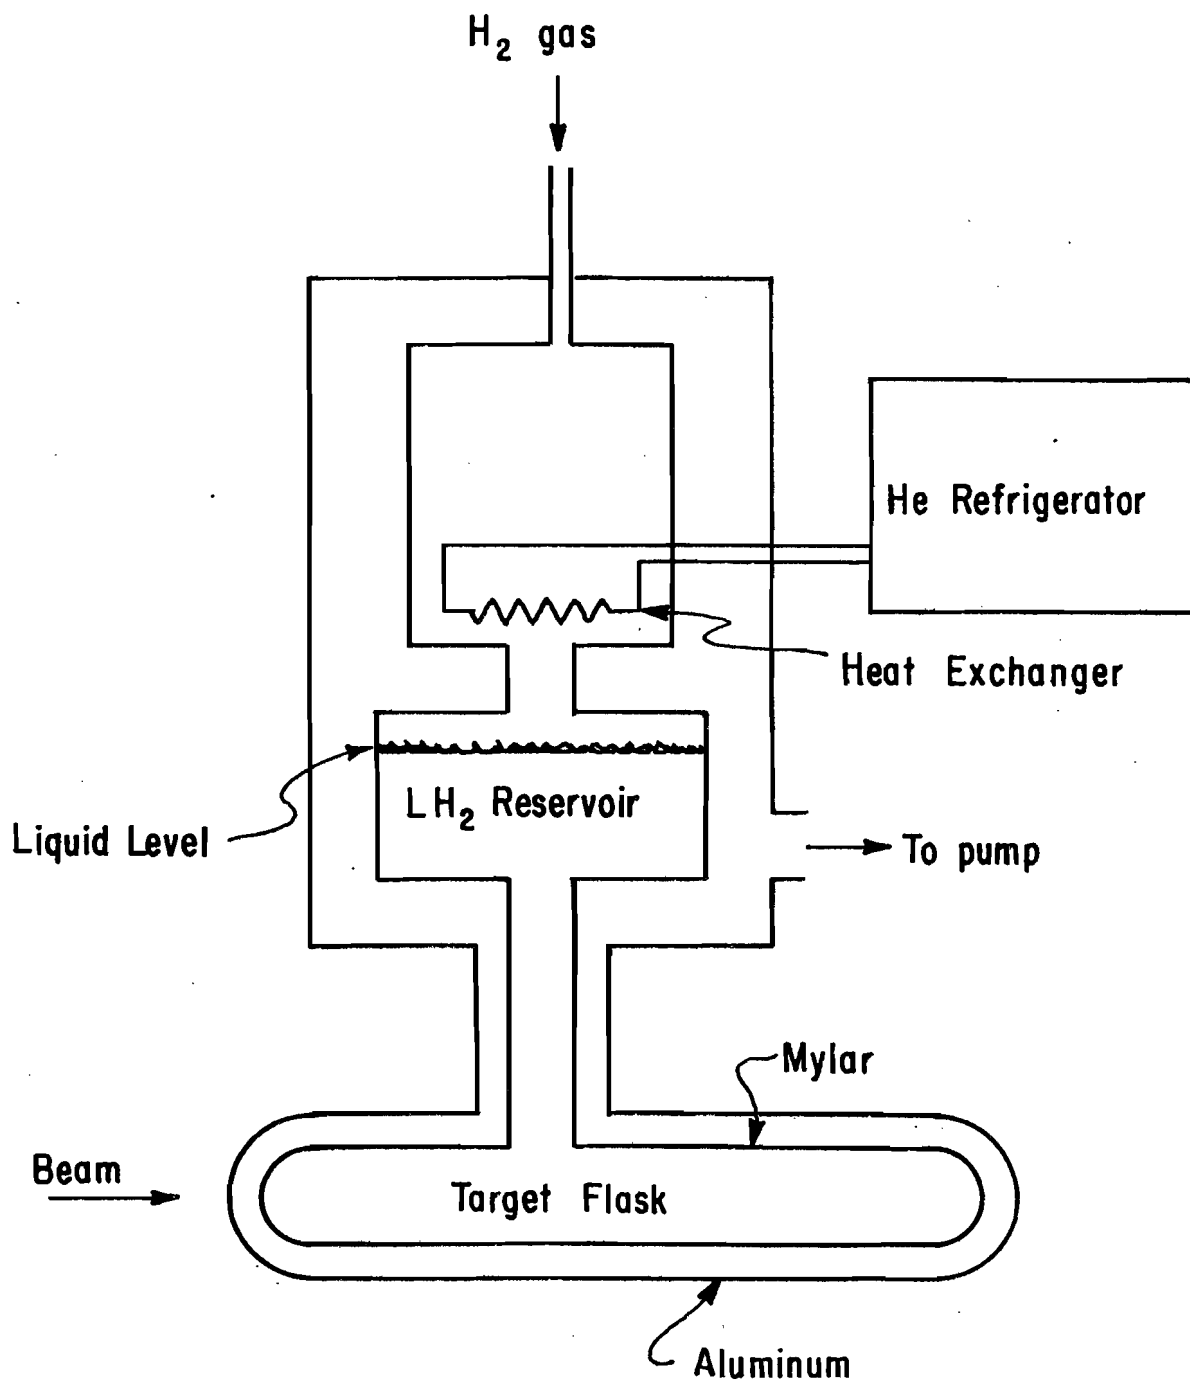 H₂ gas
He Refrigerator
Heat Exchanger
LH₂ Reservoir
Liquid Level
To pump
Mylar
Beam
Target Flask
Aluminum